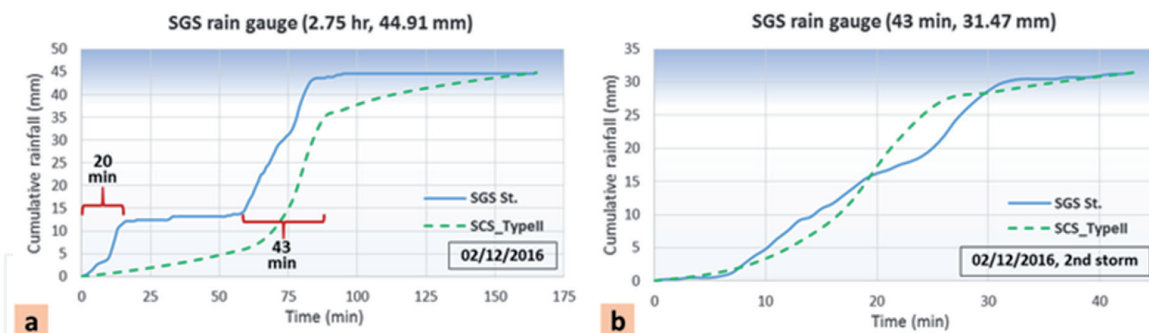 SGS rain gauge (2.75 hr, 44.91 mm)
Cumulative rainfall (mm)
50
45
40
35
30
25
20
15
10
5
0
20
min
43
min
SGS St.
SCS_TypeII
02/12/2016
0 25 50 75 100 125 150 175
Time (min)
a
SGS rain gauge (43 min, 31.47 mm)
Cumulative rainfall (mm)
35
30
25
20
15
10
5
0
SGS St.
SCS_TypeII
02/12/2016, 2nd storm
0 10 20 30 40
Time (min)
b